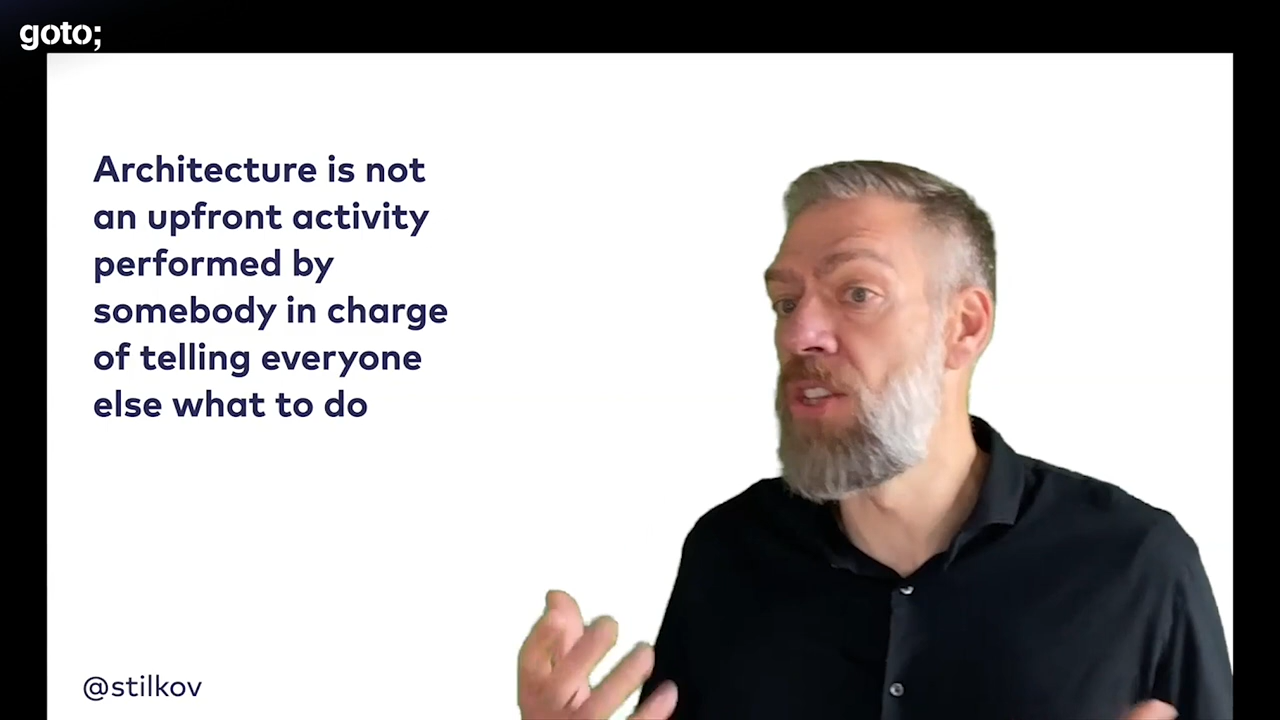 goto;
Architecture is not
an upfront activity
performed by
somebody in charge
of telling everyone
else what to do
@stilkov